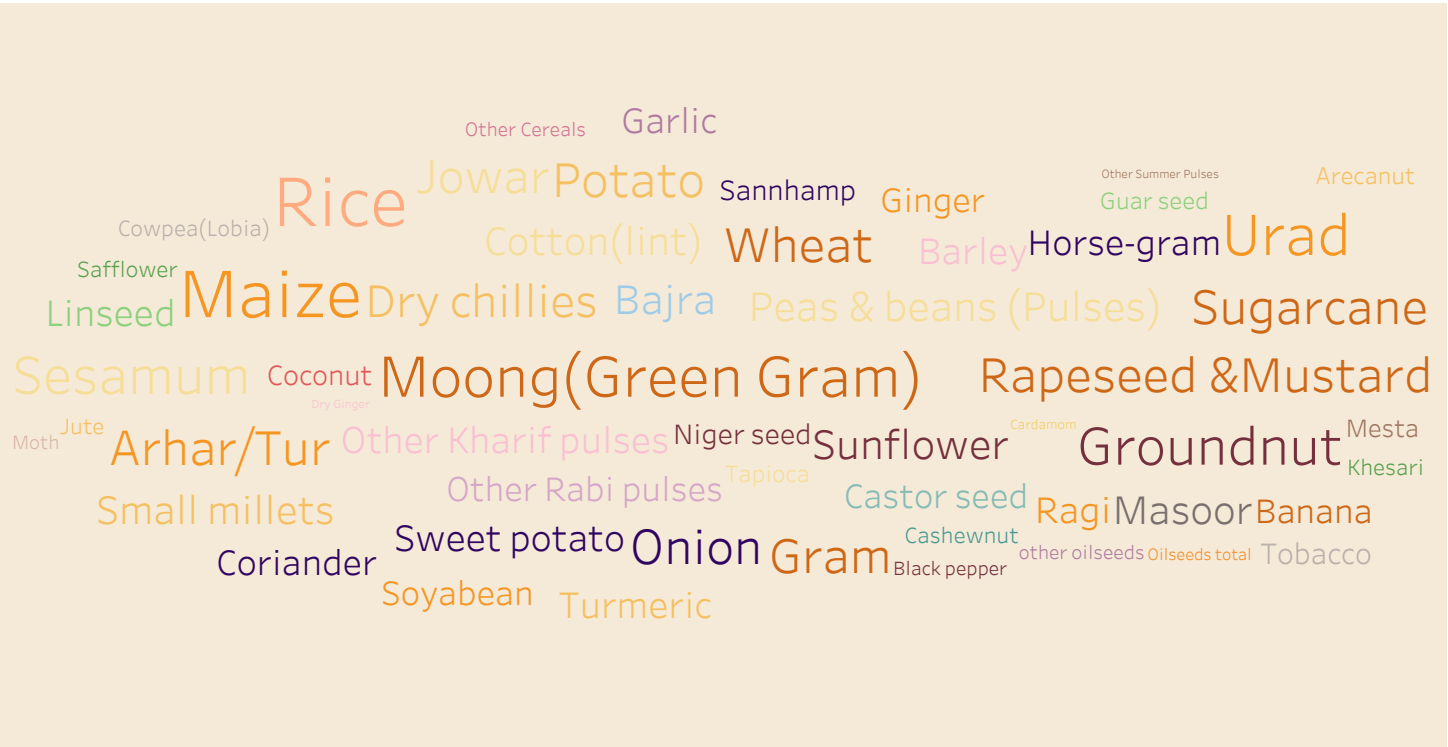 Other Cereals Garlic
Jowar Potato Other Summer Pulses Arecanut
Rice Sannhamp Ginger Guar seed
Cowpea(Lobia) Cotton(lint) Wheat Barley Horse-gram Urad
Safflower
Linseed Maize Dry chillies Bajra Peas & beans (Pulses) Sugarcane
Sesamum Coconut Moong(Green Gram) Rapeseed &Mustard
Dry Ginger
Moth Jute Arhar/Tur Other Kharif pulses Niger seed Sunflower Cardamom Groundnut Mesta
Khesari
Other Rabi pulses Tapioca Castor seed
Small millets Ragi Masoor Banana
Coriander Sweet potato Onion Gram Cashewnut
Black pepper other oilseeds Oilseeds total Tobacco
Soyabean Turmeric